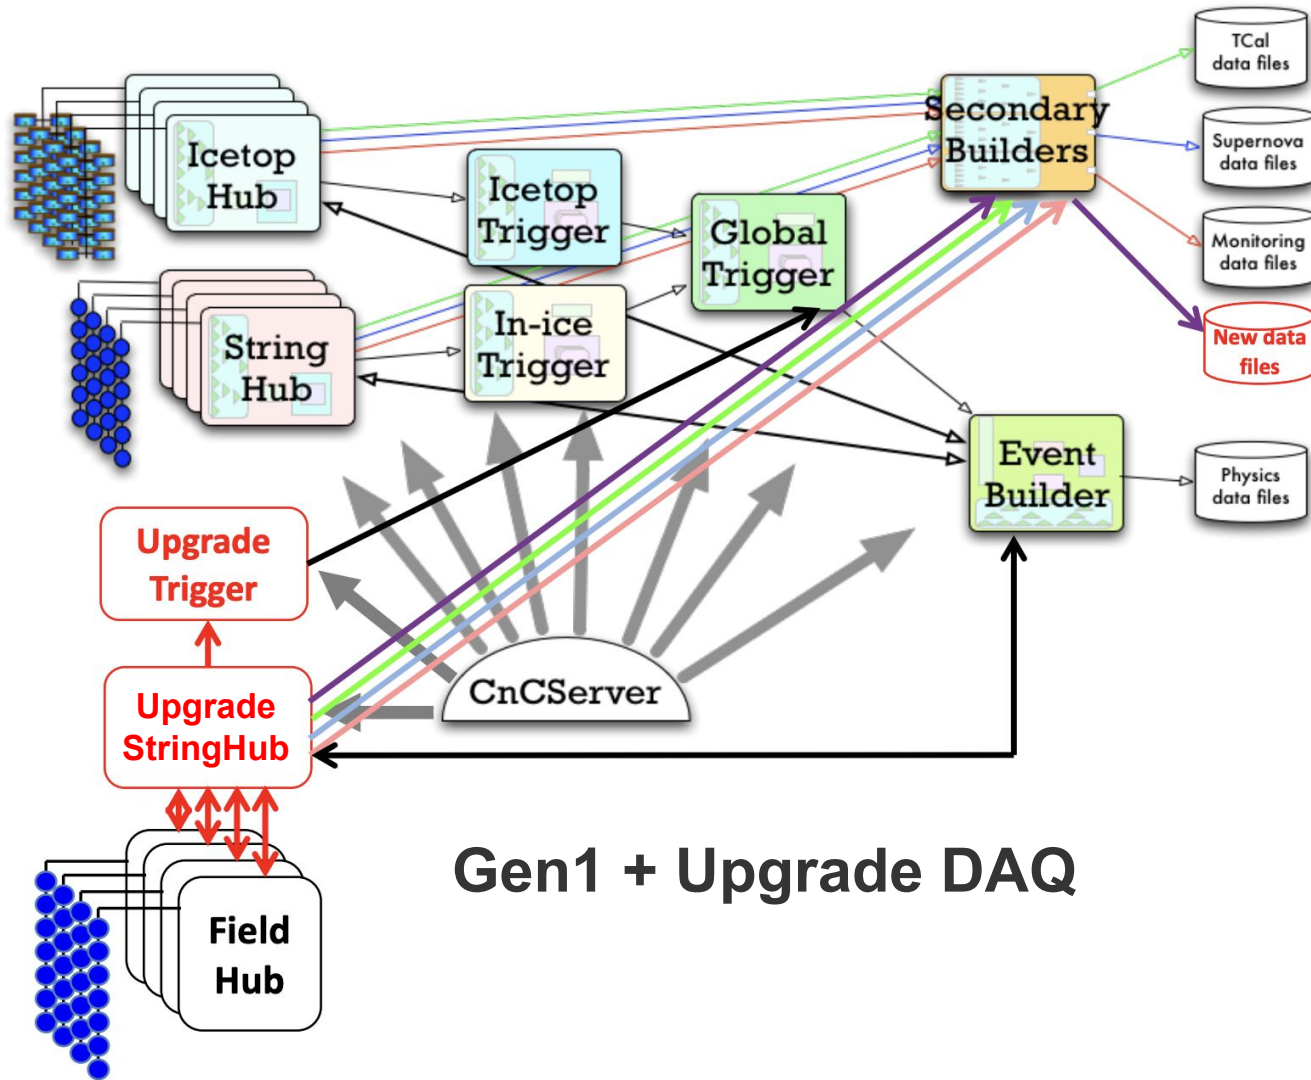 TCal
data files
Secondary
Builders
Supernova
data files
Icetop
Hub
Icetop
Trigger
Global
Trigger
Monitoring
data files
String
Hub
In-ice
Trigger
New data
files
Event
Builder
Physics
data files
Upgrade
Trigger
CnCServer
Upgrade
StringHub
Gen1 + Upgrade DAQ
Field
Hub